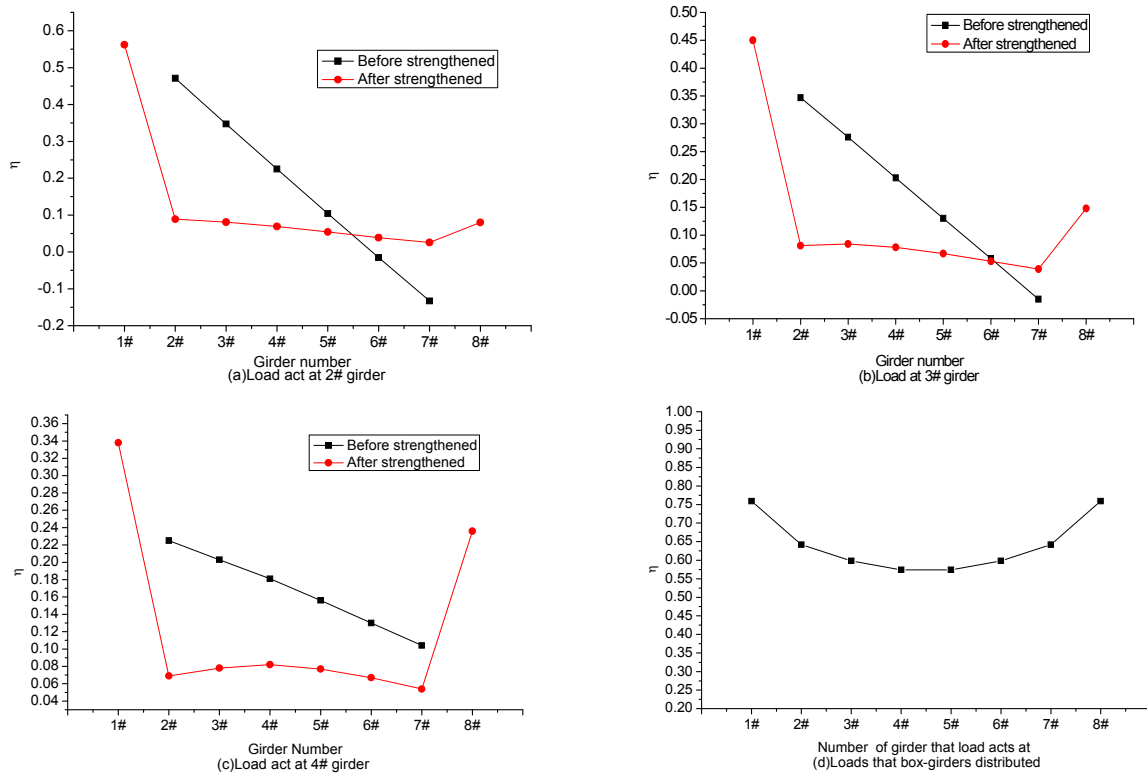 0.6
0.5
0.4
0.3
0.2
0.1
0.0
-0.1
-0.2
η
Before strengthened
After strengthened
1# 2# 3# 4# 5# 6# 7# 8#
Girder number
(a)Load act at 2# girder
0.50
0.45
0.40
0.35
0.30
0.25
0.20
0.15
0.10
0.05
0.00
-0.05
η
Before strengthened
After strengthened
1# 2# 3# 4# 5# 6# 7# 8#
Girder number
(b)Load at 3# girder
0.36
0.34
0.32
0.30
0.28
0.26
0.24
0.22
0.20
0.18
0.16
0.14
0.12
0.10
0.08
0.06
0.04
η
Before strengthened
After strengthened
1# 2# 3# 4# 5# 6# 7# 8#
Girder Number
(c)Load act at 4# girder
1.00
0.95
0.90
0.85
0.80
0.75
0.70
0.65
0.60
0.55
0.50
0.45
0.40
0.35
0.30
0.25
0.20
η
1# 2# 3# 4# 5# 6# 7# 8#
Number of girder that load acts at
(d)Loads that box-girders distributed